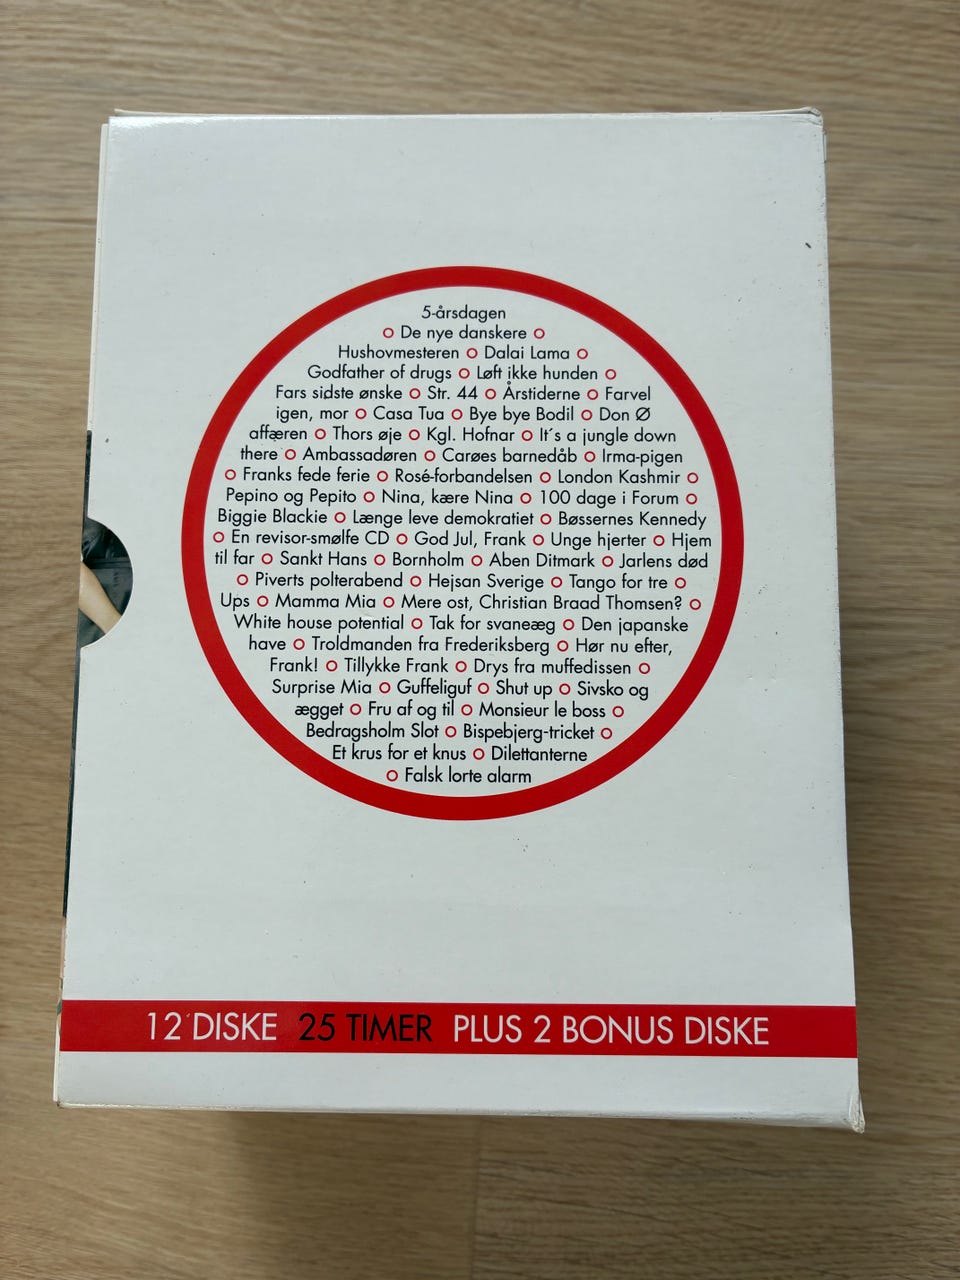 5-årsdagen
o De nye danskere o
Hushovmesteren o Dalai Lama o
Godfather of drugs o Løft ikke hunden o
Fars sidste ønske o Str. 44 o Årstiderne o Farvel
igen, mor o Casa Tua o Bye bye Bodil o Don Ø
affæren o Thors øje o Kgl. Hofnar o It´s a jungle down
there o Ambassadøren o Carøes barnedåb o Irma-pigen
o Franks fede ferie o Rosé-forbandelsen o London Kashmir o
Pepino og Pepito o Nina, kære Nina o 100 dage i Forum o
Biggie Blackie o Længe leve demokratiet o Bøssernes Kennedy
o En revisor-smølfe CD o God Jul, Frank o Unge hjerter o Hjem
til far o Sankt Hans o Bornholm o Aben Ditmark o Jarlens død
o Piverts polterabend o Hejsan Sverige o Tango for tre o
Ups o Mamma Mia o Mere ost, Christian Braad Thomsen? o
White house potential o Tak for svaneæg o Den japanske
have o Troldmanden fra Frederiksberg o Hør nu efter,
Frank! o Tillykke Frank o Drys fra muffedissen o
Surprise Mia o Guffeliguf o Shut up o Sivsko og
ægget o Fru af og til o Monsieur le boss o
Bedragsholm Slot o Bispebjerg-tricket o
Et krus for et knus o Dilettanterne
o Falsk lorte alarm
12 DISKE 25 TIMER PLUS 2 BONUS DISKE